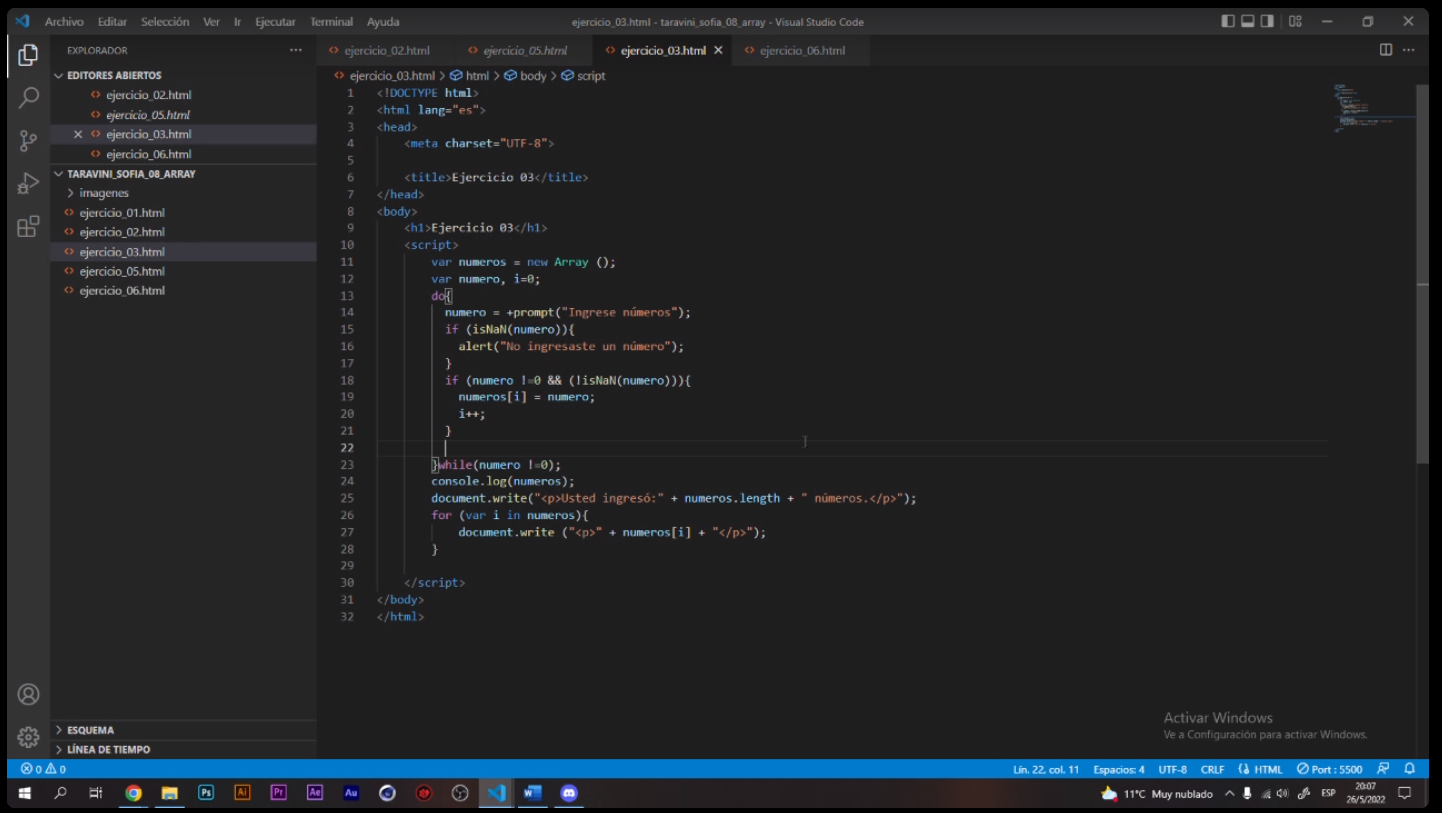 Archivo Editar Selección Ver Ir Ejecutar Terminal Ayuda
ejercicio_03.html - taravini_sofia_08_array - Visual Studio Code
EXPLORADOR
EDITORES ABIERTOS
ejercicio_02.html
ejercicio_05.html
ejercicio_03.html
ejercicio_06.html
TARAVINI_SOFIA_08_ARRAY
imagenes
ejercicio_01.html
ejercicio_02.html
ejercicio_03.html
ejercicio_05.html
ejercicio_06.html
ESQUEMA
LÍNEA DE TIEMPO
ejercicio_02.html ejercicio_05.html ejercicio_03.html ejercicio_06.html
ejercicio_03.html > html > body > script
1 <!DOCTYPE html>
2 <html lang="es">
3 <head>
4 <meta charset="UTF-8">
5
6 <title>Ejercicio 03</title>
7 </head>
8 <body>
9 <h1>Ejercicio 03</h1>
10 <script>
11 var numeros = new Array ();
12 var numero, i=0;
13 do{
14 numero = +prompt("Ingrese números");
15 if (isNaN(numero)){
16 alert("No ingresaste un número");
17 }
18 if (numero !=0 && (!isNaN(numero))){
19 numeros[i] = numero;
20 i++;
21 }
22
23 }while(numero !=0);
24 console.log(numeros);
25 document.write("<p>Usted ingresó:" + numeros.length + " números.</p>");
26 for (var i in numeros){
27 document.write ("<p>" + numeros[i] + "</p>");
28 }
29
30 </script>
31 </body>
32 </html>
Activar Windows
Ve a Configuración para activar Windows.
0 0
Lín. 22, col. 11 Espacios: 4 UTF-8 CRLF HTML Port : 5500
Ps Ai Pr Ae Au
11°C Muy nublado
ESP
20:07
26/5/2022